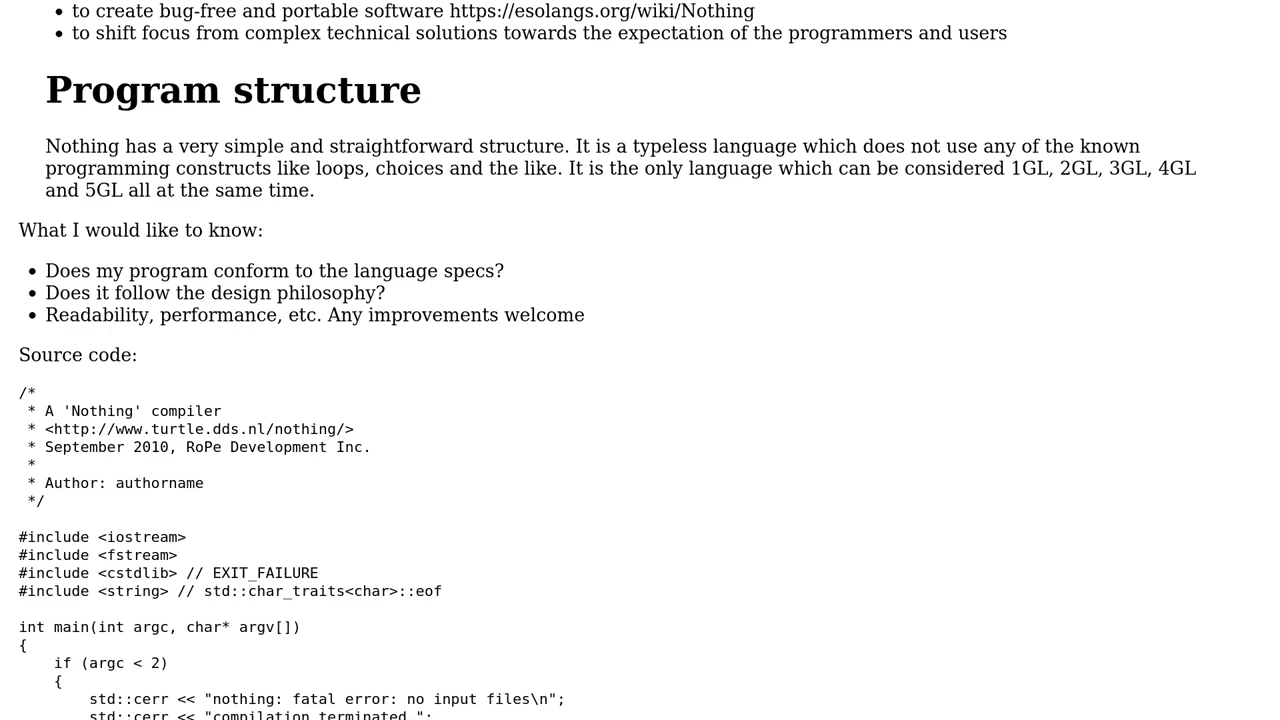 • to create bug-free and portable software https://esolangs.org/wiki/Nothing
• to shift focus from complex technical solutions towards the expectation of the programmers and users
Program structure
Nothing has a very simple and straightforward structure. It is a typeless language which does not use any of the known
programming constructs like loops, choices and the like. It is the only language which can be considered 1GL, 2GL, 3GL, 4GL
and 5GL all at the same time.
What I would like to know:
• Does my program conform to the language specs?
• Does it follow the design philosophy?
• Readability, performance, etc. Any improvements welcome
Source code:
/*
 * A 'Nothing' compiler
 * <http://www.turtle.dds.nl/nothing/>
 * September 2010, RoPe Development Inc.
 *
 * Author: authorname
 */
#include <iostream>
#include <fstream>
#include <cstdlib> // EXIT_FAILURE
#include <string> // std::char_traits<char>::eof
int main(int argc, char* argv[])
{
    if (argc < 2)
    {
        std::cerr << "nothing: fatal error: no input files\n";
        std::cerr << "compilation terminated.";